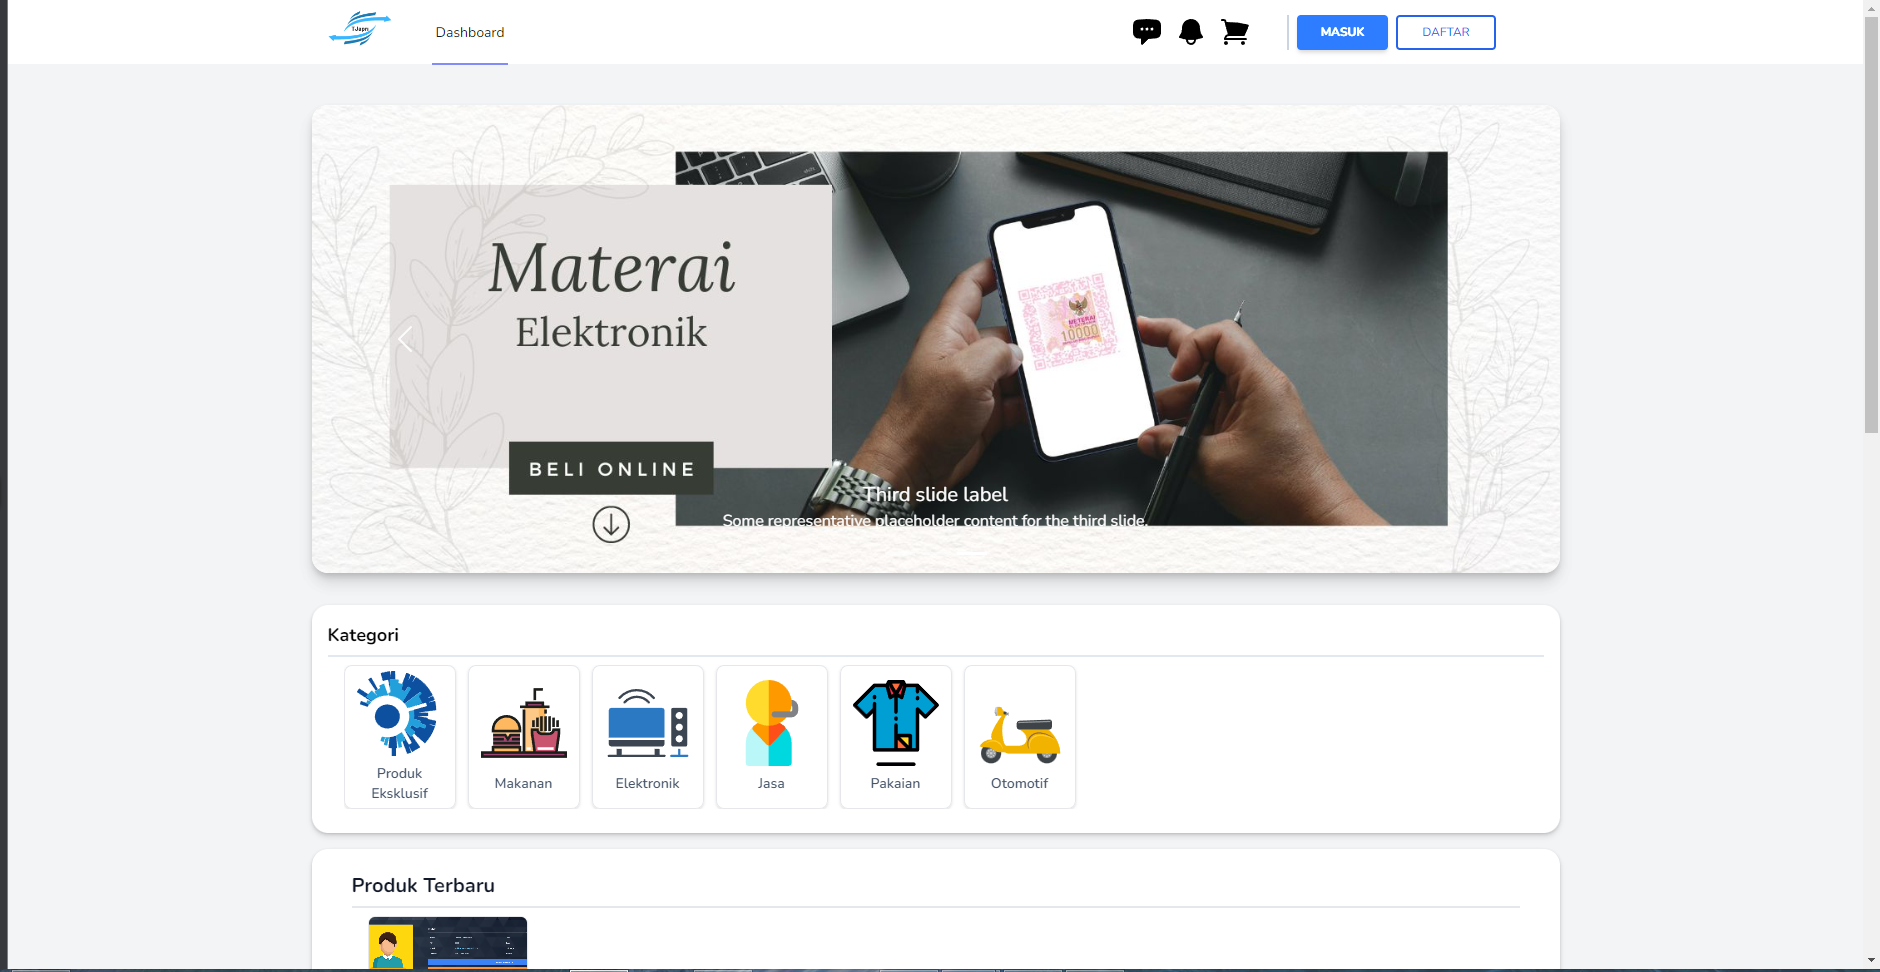 Dashboard
MASUK
DAFTAR
Materai
Elektronik
METERAI
10000
BELI ONLINE
Third slide label
Some representative placeholder content for the third slide.
Kategori
Produk
Eksklusif
Makanan
Elektronik
Jasa
Pakaian
Otomotif
Produk Terbaru